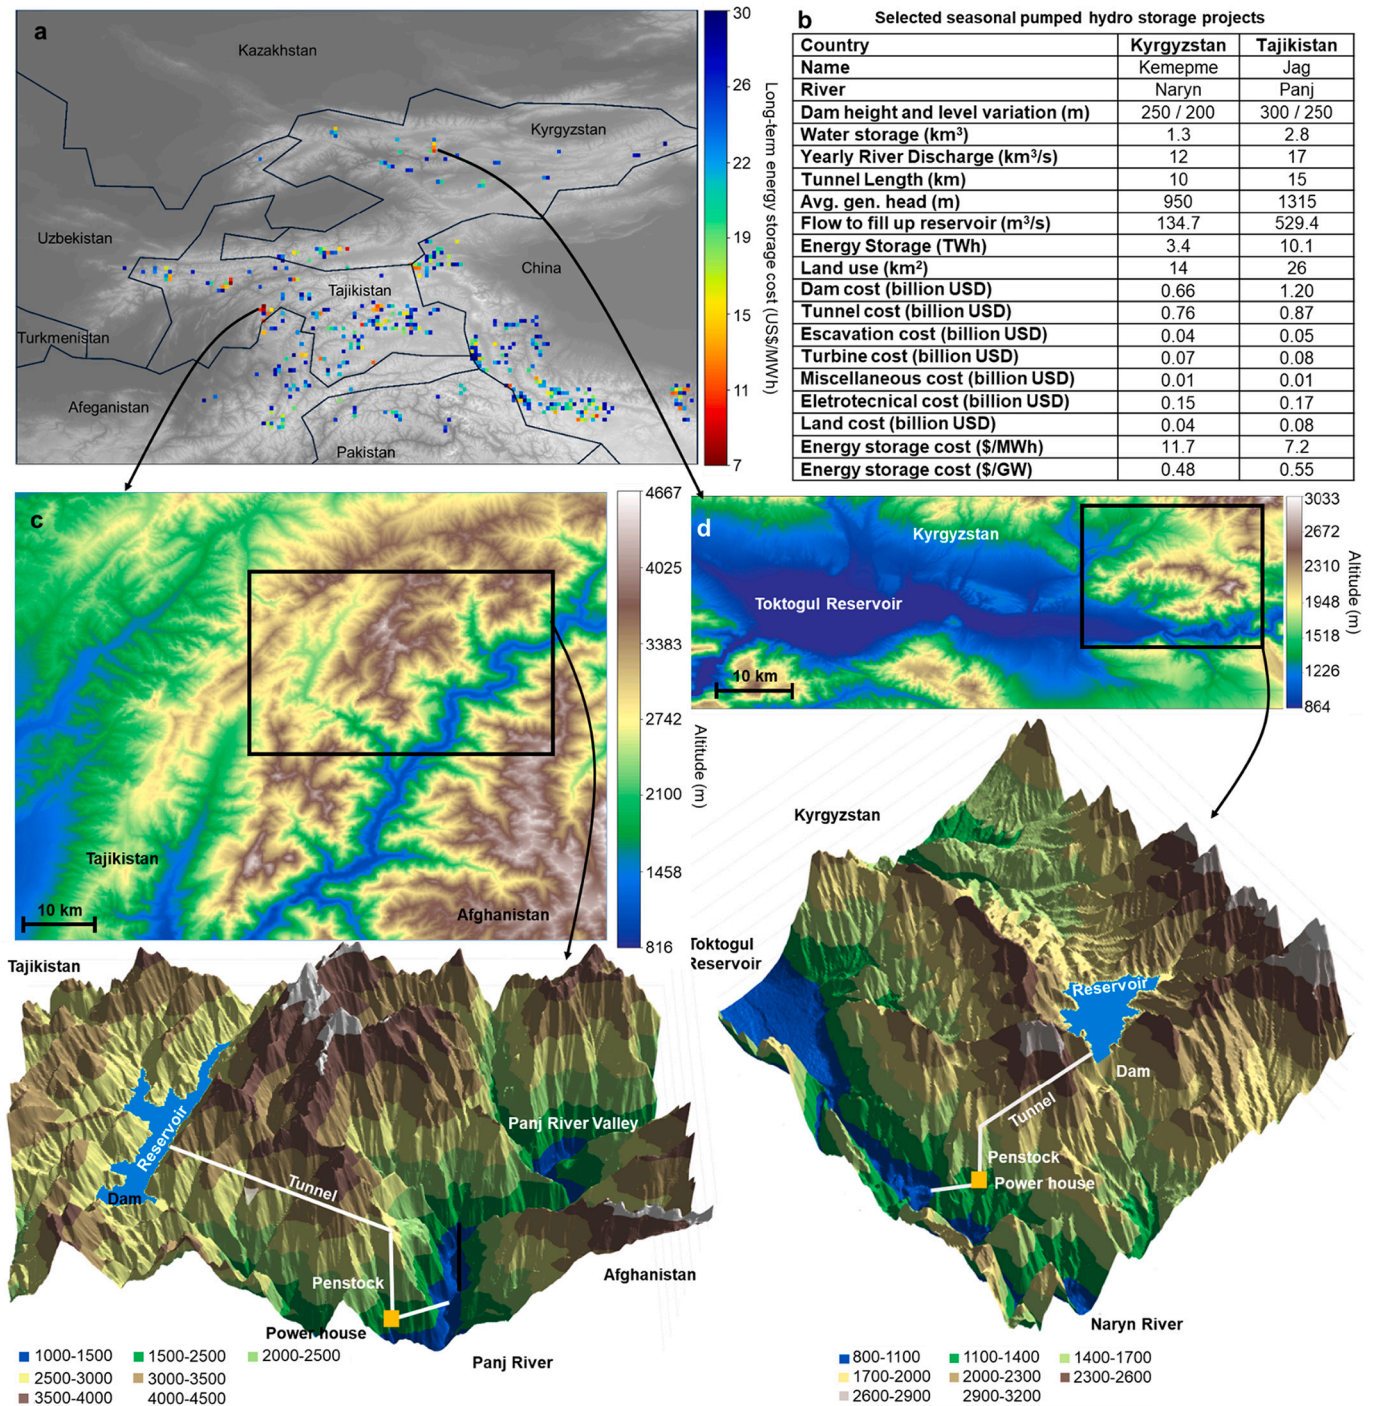 a
Kazakhstan
Kyrgyzstan
Uzbekistan
China
Tajikistan
Turkmenistan
Afeganistan
Pakistan
30
26
22
19
15
11
7
Long-term energy storage cost (US$/MWh)
b
Selected seasonal pumped hydro storage projects
Country Kyrgyzstan Tajikistan
Name Kemepme Jag
River Naryn Panj
Dam height and level variation (m) 250 / 200 300 / 250
Water storage (km³) 1.3 2.8
Yearly River Discharge (km³/s) 12 17
Tunnel Length (km) 10 15
Avg. gen. head (m) 950 1315
Flow to fill up reservoir (m³/s) 134.7 529.4
Energy Storage (TWh) 3.4 10.1
Land use (km²) 14 26
Dam cost (billion USD) 0.66 1.20
Tunnel cost (billion USD) 0.76 0.87
Escavation cost (billion USD) 0.04 0.05
Turbine cost (billion USD) 0.07 0.08
Miscellaneous cost (billion USD) 0.01 0.01
Eletrotecnical cost (billion USD) 0.15 0.17
Land cost (billion USD) 0.04 0.08
Energy storage cost ($/MWh) 11.7 7.2
Energy storage cost ($/GW) 0.48 0.55
c
Tajikistan
Afghanistan
10 km
4667
4025
3383
2742
2100
1458
816
Altitude (m)
d
Kyrgyzstan
Toktogul Reservoir
10 km
3033
2672
2310
1948
1518
1226
864
Altitude (m)
Tajikistan
Reservoir
Dam
Tunnel
Panj River Valley
Penstock
Power house
Afghanistan
Panj River
1000-1500 1500-2500 2000-2500
2500-3000 3000-3500
3500-4000 4000-4500
Kyrgyzstan
Toktogul
Reservoir
Reservoir
Dam
Tunnel
Penstock
Power house
Naryn River
800-1100 1100-1400 1400-1700
1700-2000 2000-2300 2300-2600
2600-2900 2900-3200